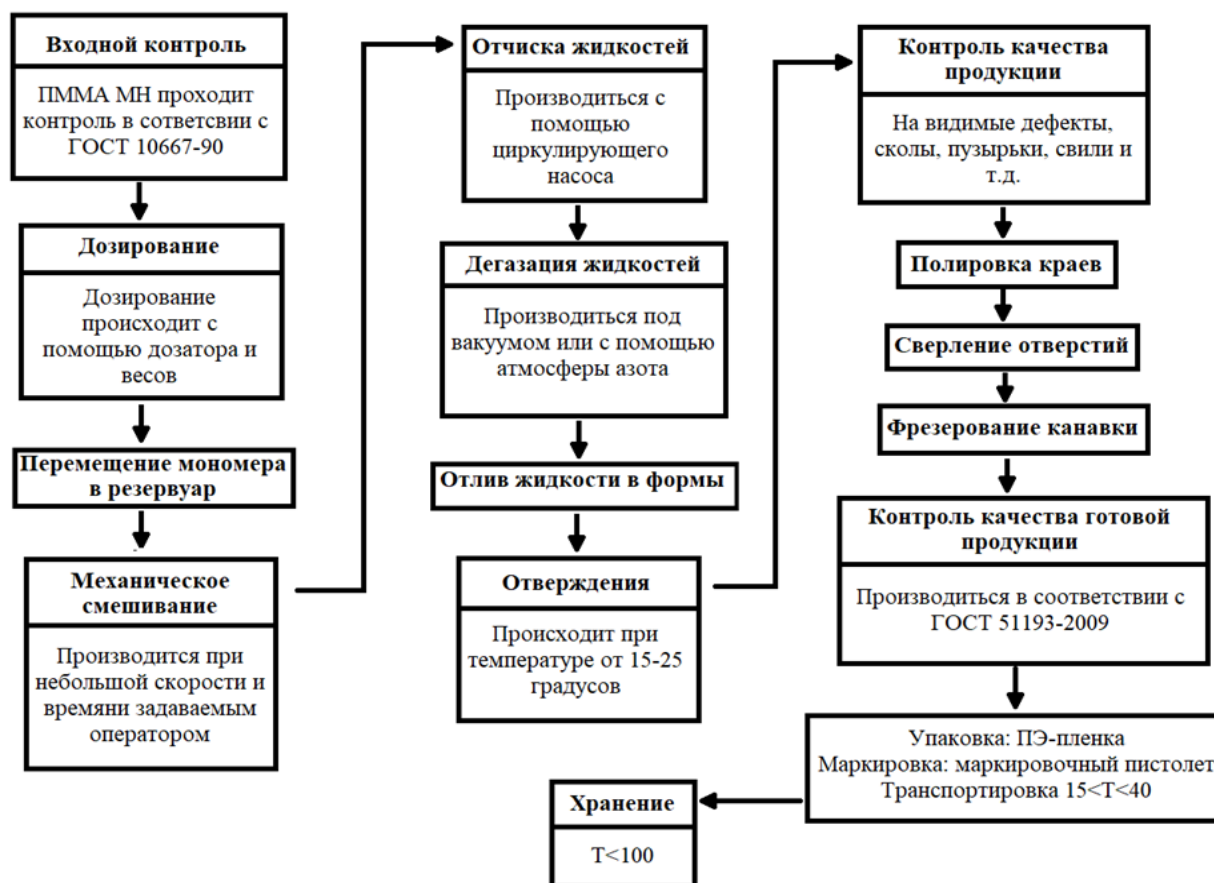 Входной контроль
ПММА МН проходит
контроль в сответсвии с
ГОСТ 10667-90
Дозирование
Дозирование
происходит с
помощью дозатора и
весов
Перемещение мономера
в резервуар
Механическое
смешивание
Производится при
небольшой скорости и
времяни задаваемым
оператором
Отчиска жидкостей
Производиться с
помощью
циркулирующего
насоса
Дегазация жидкостей
Производиться под
вакуумом или с помощью
атмосферы азота
Отлив жидкости в формы
Отверждения
Происходит при
температуре от 15-25
градусов
Контроль качества
продукции
На видимые дефекты,
сколы, пузырьки, свили и
т.д.
Полировка краев
Сверление отверстий
Фрезерование канавки
Контроль качества готовой
продукции
Производиться в соответствии с
ГОСТ 51193-2009
Упаковка: ПЭ-пленка
Маркировка: маркировочный пистолет
Транспортировка 15<T<40
Хранение
T<100